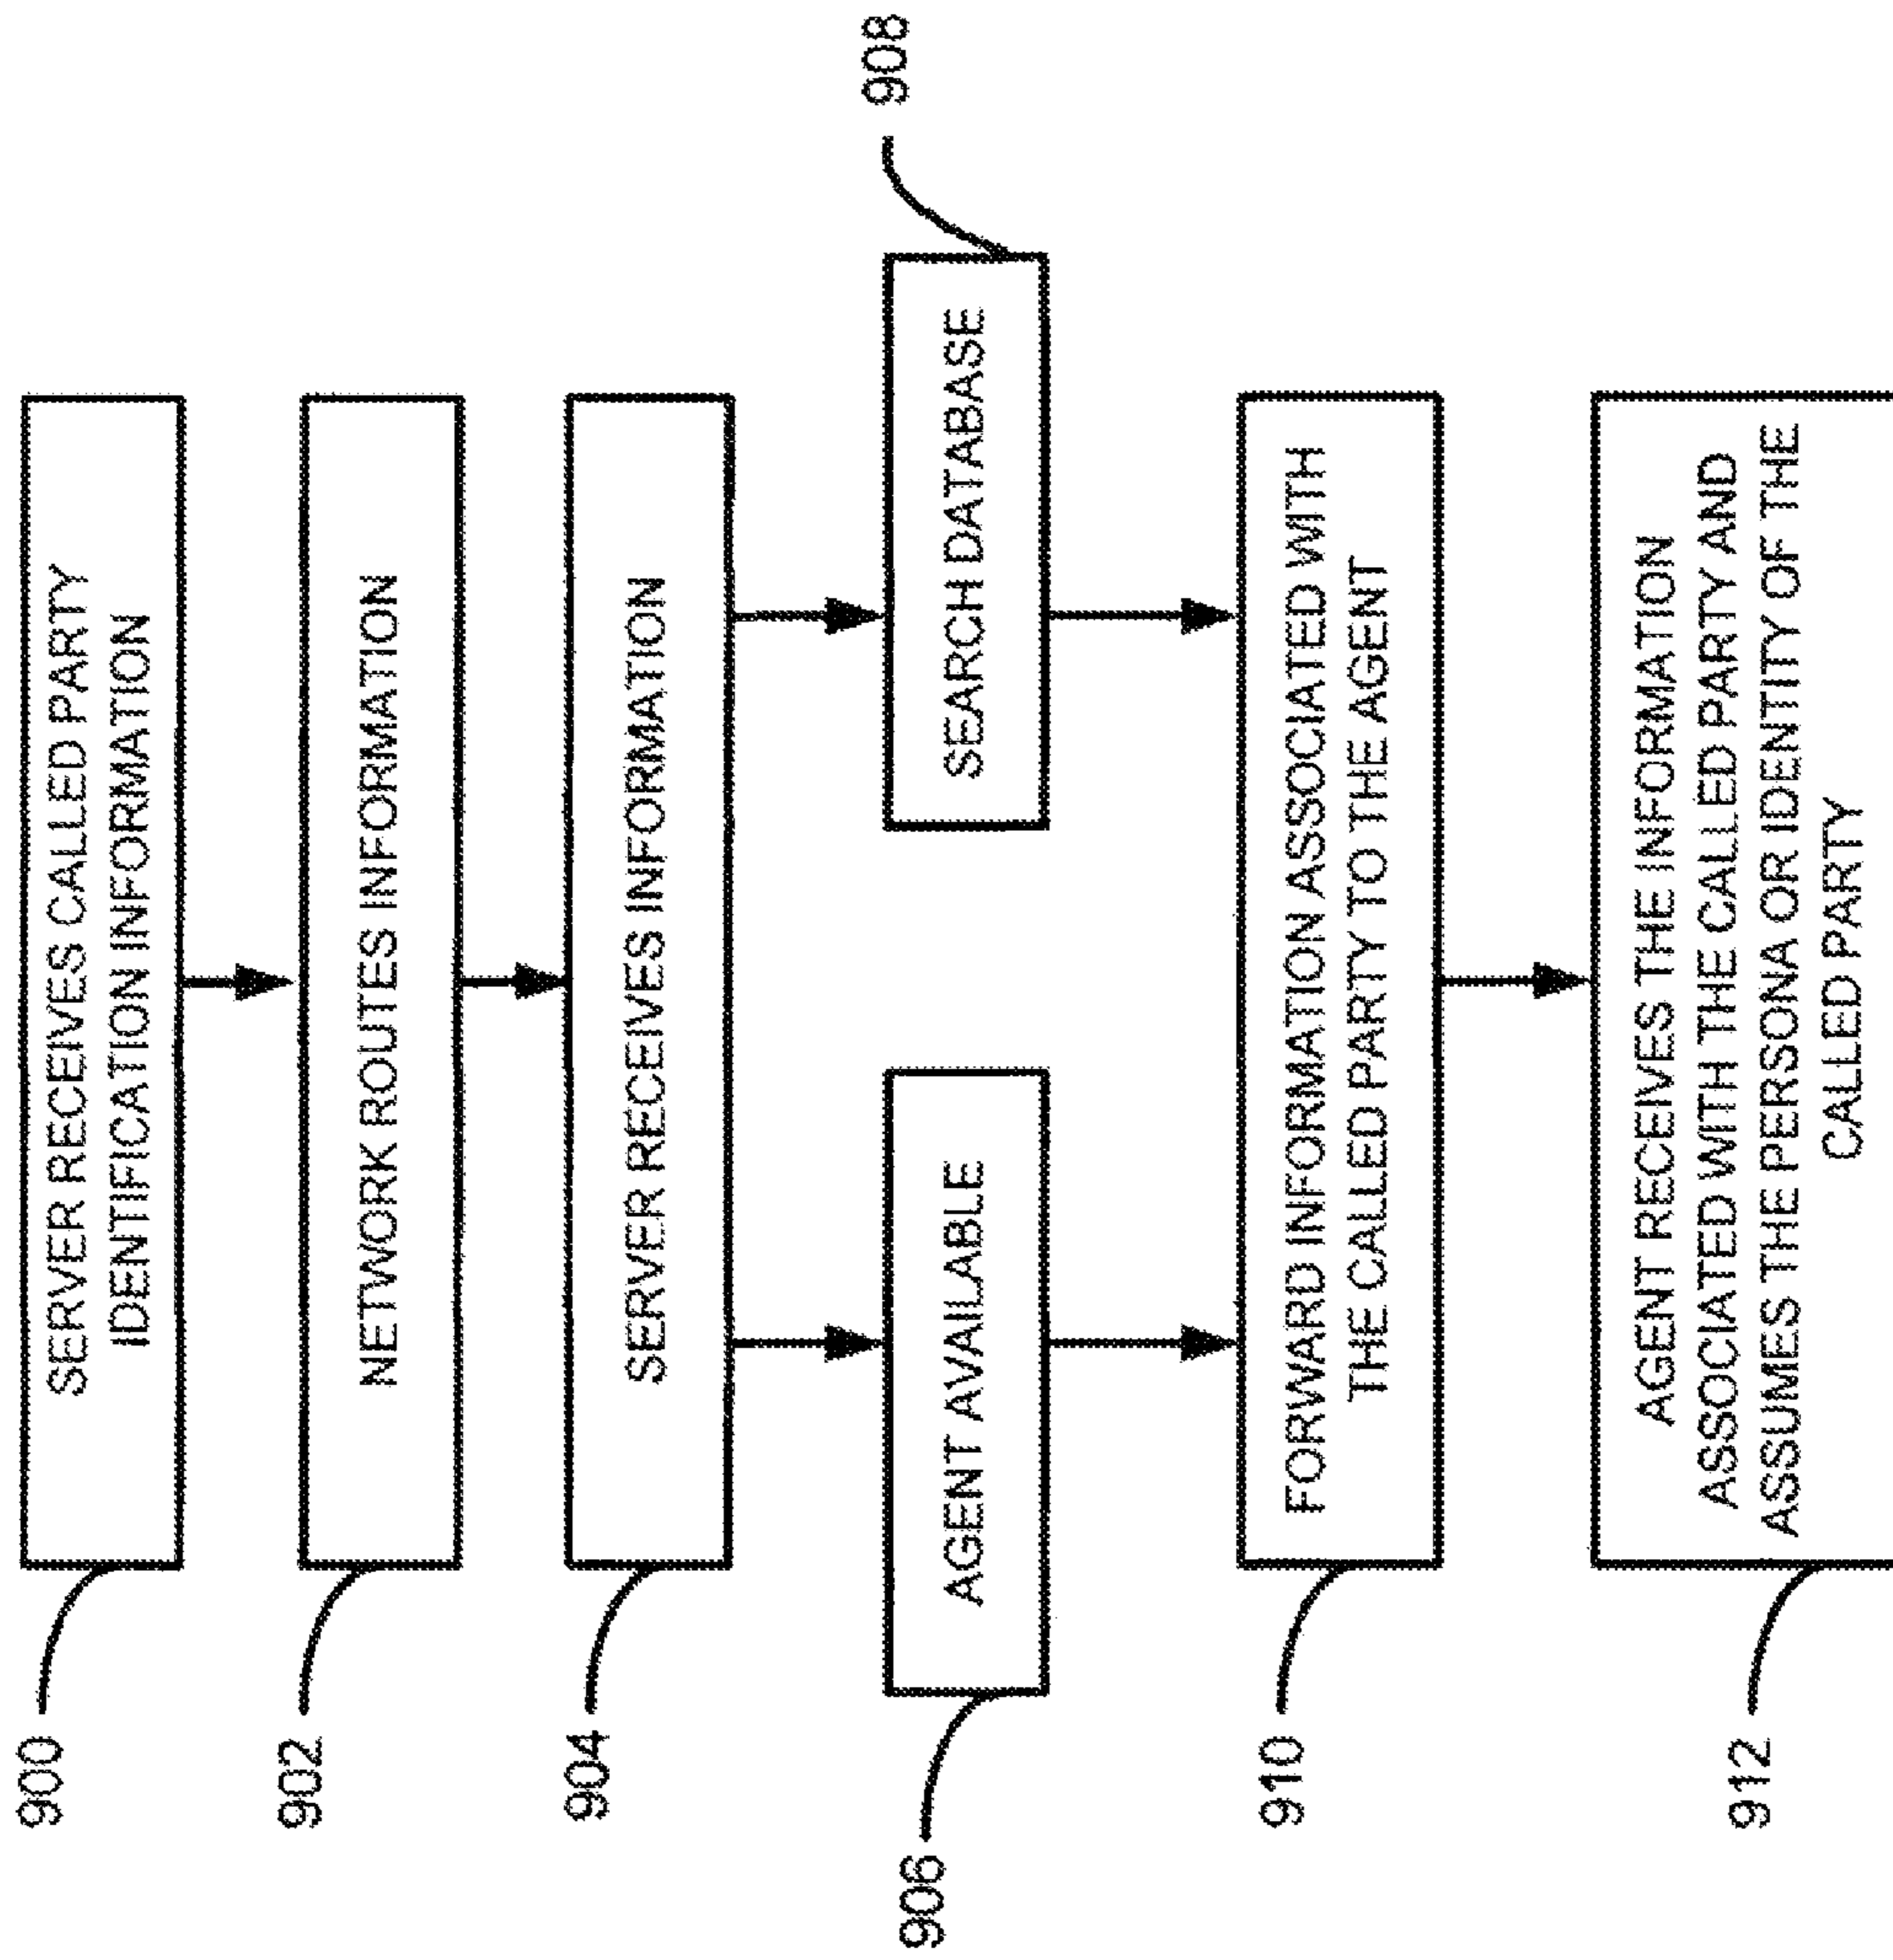 900
SERVER RECEIVES CALLED PARTY
IDENTIFICATION INFORMATION
902
NETWORK ROUTES INFORMATION
904
SERVER RECEIVES INFORMATION
906
AGENT AVAILABLE
SEARCH DATABASE
908
910
FORWARD INFORMATION ASSOCIATED WITH
THE CALLED PARTY TO THE AGENT
912
AGENT RECEIVES THE INFORMATION
ASSOCIATED WITH THE CALLED PARTY AND
ASSUMES THE PERSONA OR IDENTITY OF THE
CALLED PARTY